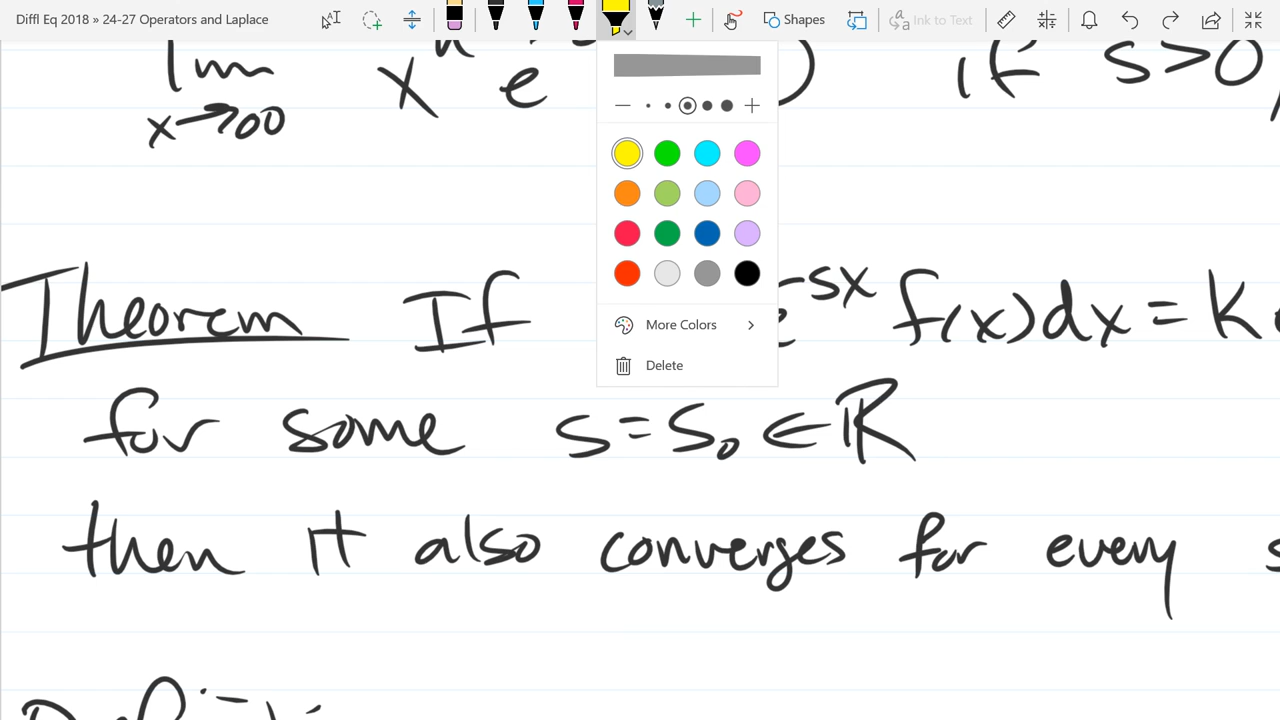 Diffl Eq 2018 » 24-27 Operators and Laplace Shapes Ink to Text
lim x→∞ x^n e if s>0,
More Colors
Delete
Theorem If e^-sx f(x)dx = K
for some s=s₀ ∈ ℝ
then it also converges for every s